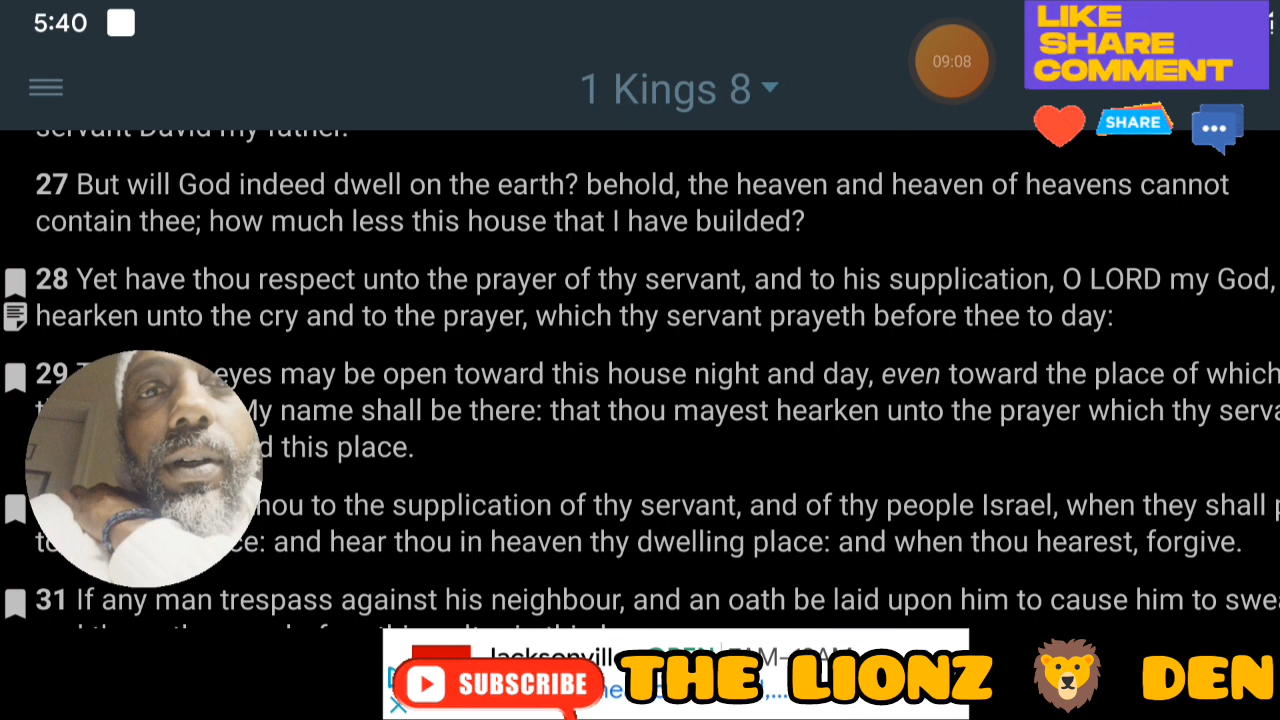 5:40
09:08
LIKE
SHARE
COMMENT
1 Kings 8
SHARE
servant David my father.
27 But will God indeed dwell on the earth? behold, the heaven and heaven of heavens cannot
contain thee; how much less this house that I have builded?
28 Yet have thou respect unto the prayer of thy servant, and to his supplication, O LORD my God,
hearken unto the cry and to the prayer, which thy servant prayeth before thee to day:
29 eyes may be open toward this house night and day, even toward the place of which
My name shall be there: that thou mayest hearken unto the prayer which thy serva
this place.
to the supplication of thy servant, and of thy people Israel, when they shall p
and hear thou in heaven thy dwelling place: and when thou hearest, forgive.
31 If any man trespass against his neighbour, and an oath be laid upon him to cause him to swea
Jacksonvill OPEN
SUBSCRIBE
THE LIONZ DEN